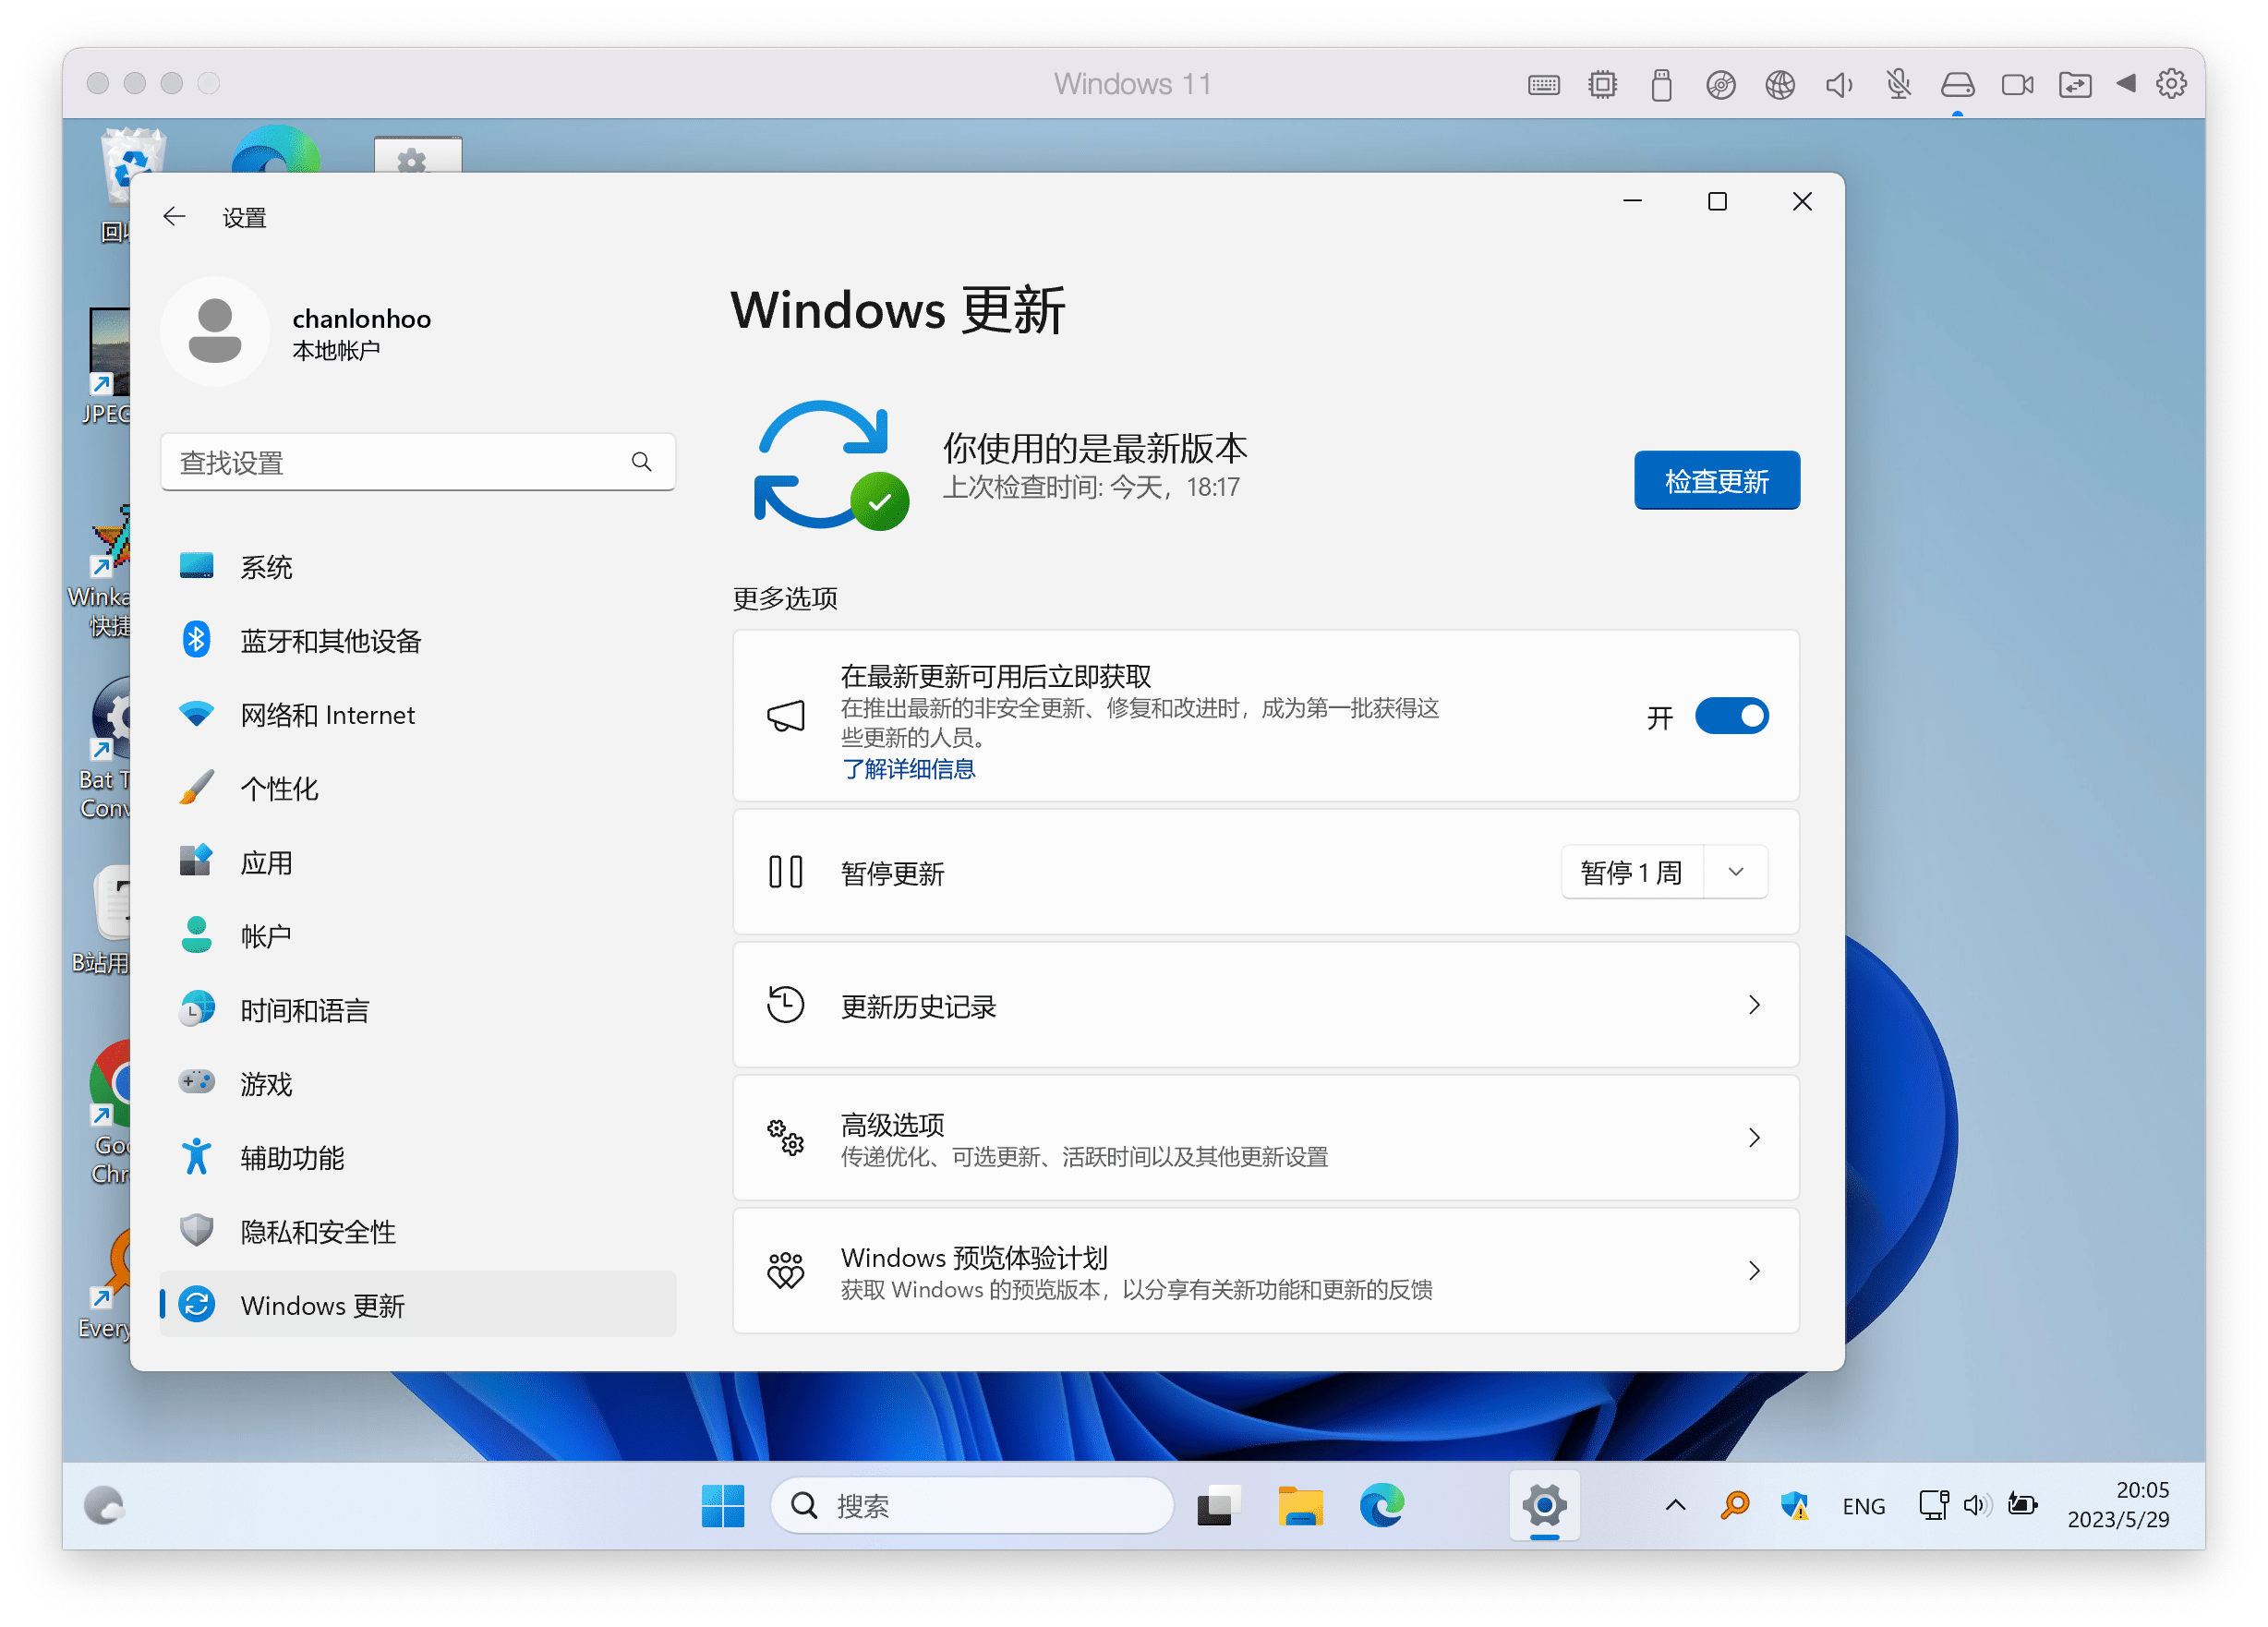 Windows 11
设置
chanlonhoo
本地帐户
查找设置
系统
蓝牙和其他设备
网络和 Internet
个性化
应用
帐户
时间和语言
游戏
辅助功能
隐私和安全性
Windows 更新
Windows 更新
你使用的是最新版本
上次检查时间: 今天，18:17
检查更新
更多选项
在最新更新可用后立即获取
在推出最新的非安全更新、修复和改进时，成为第一批获得这
些更新的人员。
了解详细信息
开
暂停更新
暂停 1 周
更新历史记录
高级选项
传递优化、可选更新、活跃时间以及其他更新设置
Windows 预览体验计划
获取 Windows 的预览版本，以分享有关新功能和更新的反馈
JPEG
快捷
Bat T
B站用
搜索
ENG
20:05
2023/5/29